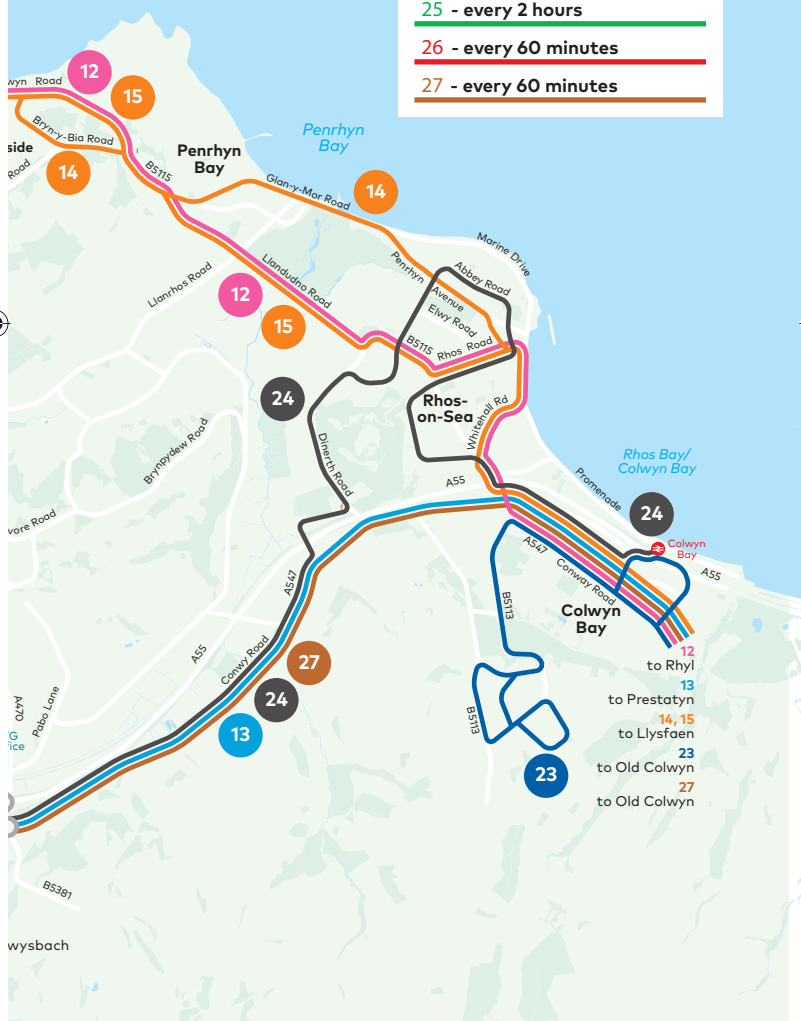 25 - every 2 hours
26 - every 60 minutes
27 - every 60 minutes
wyn Road
12
15
Bryn-y-Bia Road
side
Road
14
B5115
Penrhyn
Bay
Penrhyn
Bay
Glan-y-Mor Road
14
Marine Drive
Llanrhos Road
Llandudno Road
12
15
Penrhyn Avenue
Abbey Road
Elwy Road
B5115 Rhos Road
24
Rhos-
on-Sea
Whitehall Rd
Brynpydew Road
Dinerth Road
A55
Rhos Bay/
Colwyn Bay
Promenade
24
Colwyn
Bay
A55
vore Road
A547
A547 Conway Road
B5113
Colwyn
Bay
A55
Conwy Road
27
24
13
A470
Pabo Lane
G
rice
B5113
23
12
to Rhyl
13
to Prestatyn
14, 15
to Llysfaen
23
to Old Colwyn
27
to Old Colwyn
B5381
wysbach